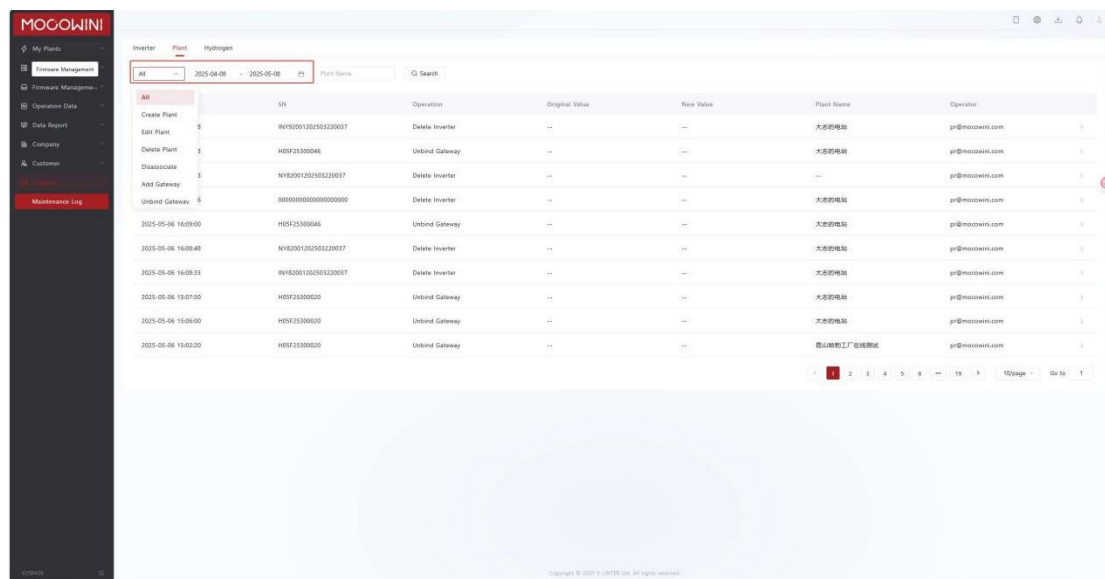 MOCOWINI
My Plants
Firmware Management
Firmware Manageme...
Operation Data
Data Report
Company
Customer
Maintenance Log
Inverter Plant Hydrogen
All 2025-04-08 - 2025-05-08 Plant Name Search
All
Create Plant
Edit Plant
Delete Plant
Disassociate
Add Gateway
Unbind Gateway
SN Operation Original Value New Value Plant Name Operator
INY92001202503220037 Delete Inverter -- -- 大志的电站 pr@mocowini.com
H05F25300046 Unbind Gateway -- -- 大志的电站 pr@mocowini.com
NY82001202503220037 Delete Inverter -- -- -- pr@mocowini.com
Delete Inverter -- -- 大志的电站 pr@mocowini.com
2025-05-06 16:09:00 H05F25300046 Unbind Gateway -- -- 大志的电站 pr@mocowini.com
2025-05-06 16:08:48 NY82001202503220037 Delete Inverter -- -- 大志的电站 pr@mocowini.com
2025-05-06 16:08:33 INY82001202503220037 Delete Inverter -- -- 大志的电站 pr@mocowini.com
2025-05-06 15:07:50 H05F25300020 Unbind Gateway -- -- 大志的电站 pr@mocowini.com
2025-05-06 15:06:00 H05F25300020 Unbind Gateway -- -- 大志的电站 pr@mocowini.com
2025-05-06 15:02:20 H05F25300020 Unbind Gateway -- -- pr@mocowini.com
1 2 3 4 5 6 ••• 19 10/page Go to 1
Copyright © 2025 All rights reserved.